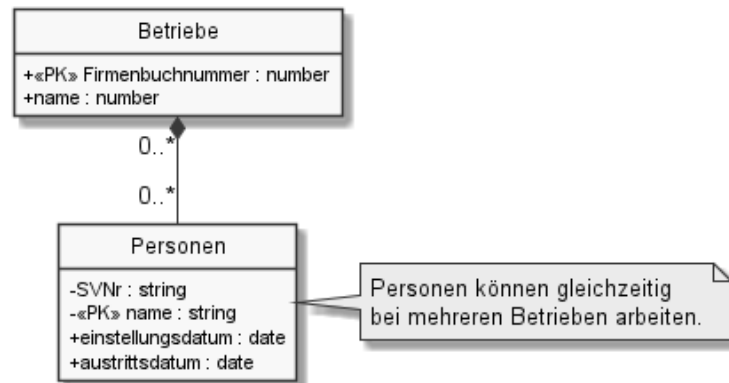 Betriebe
+«PK» Firmenbuchnummer : number
+name : number
0..*
0..*
Personen
-SVNr : string
-«PK» name : string
+einstellungsdatum : date
+austrittsdatum : date
Personen können gleichzeitig
bei mehreren Betrieben arbeiten.